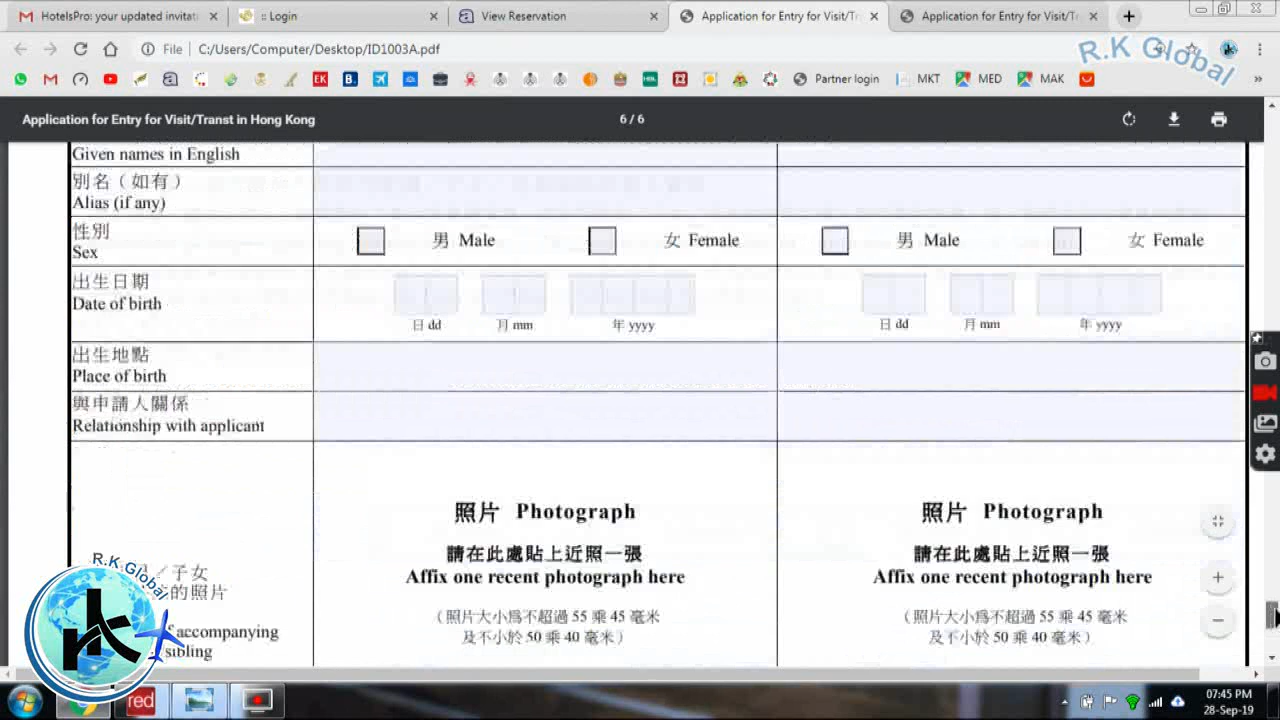 HotelsPro: your updated invitat
:: Login
View Reservation
Application for Entry for Visit/Tr
Application for Entry for Visit/T
File C:/Users/Computer/Desktop/ID1003A.pdf
R.K Global
EK
B.
HBL
Partner login
MKT
MED
MAK
»
Application for Entry for Visit/Transt in Hong Kong
6 / 6
Given names in English
別名（如有）
Alias (if any)
性別
Sex
男 Male 女 Female 男 Male 女 Female
出生日期
Date of birth
日 dd 月 mm 年 yyyy 日 dd 月 mm 年 yyyy
出生地點
Place of birth
與申請人關係
Relationship with applicant
照片 Photograph 照片 Photograph
請在此處貼上近照一張 請在此處貼上近照一張
Affix one recent photograph here Affix one recent photograph here
（照片大小為不超過 55 乘 45 毫米 （照片大小為不超過 55 乘 45 毫米
及不小於 50 乘 40 毫米） 及不小於 50 乘 40 毫米）
／子女
的照片
accompanying
sibling
R.K Global
rk
red
07:45 PM
28-Sep-19